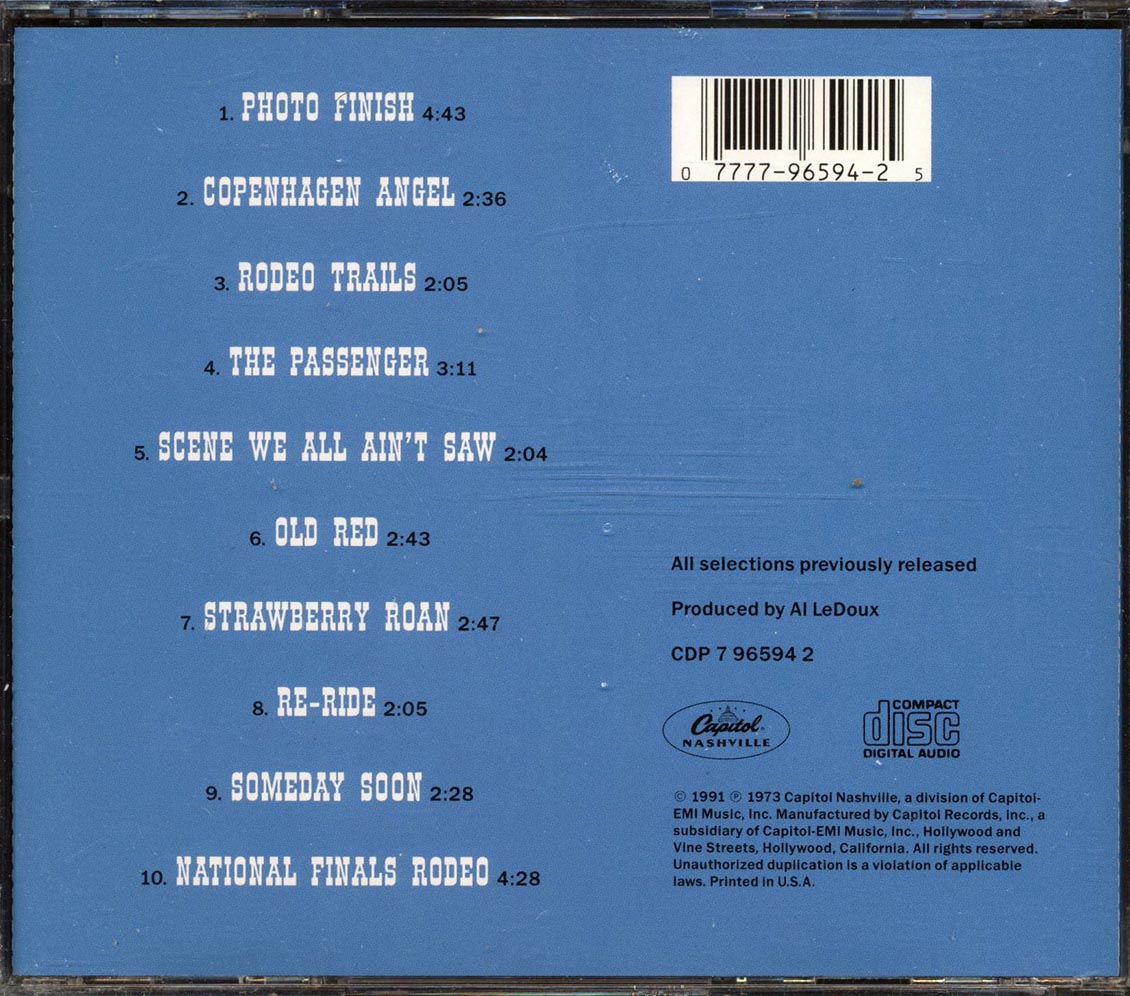 1. PHOTO FINISH 4:43
2. COPENHAGEN ANGEL 2:36
3. RODEO TRAILS 2:05
4. THE PASSENGER 3:11
5. SCENE WE ALL AIN'T SAW 2:04
6. OLD RED 2:43
7. STRAWBERRY ROAN 2:47
8. RE-RIDE 2:05
9. SOMEDAY SOON 2:28
10. NATIONAL FINALS RODEO 4:28
0 7777-96594-2 5
All selections previously released
Produced by Al LeDoux
CDP 7 96594 2
Capitol®
NASHVILLE
COMPACT
disc
DIGITAL AUDIO
© 1991 ℗ 1973 Capitol Nashville, a division of Capitol-
EMI Music, Inc. Manufactured by Capitol Records, Inc., a
subsidiary of Capitol-EMI Music, Inc., Hollywood and
Vine Streets, Hollywood, California. All rights reserved.
Unauthorized duplication is a violation of applicable
laws. Printed in U.S.A.